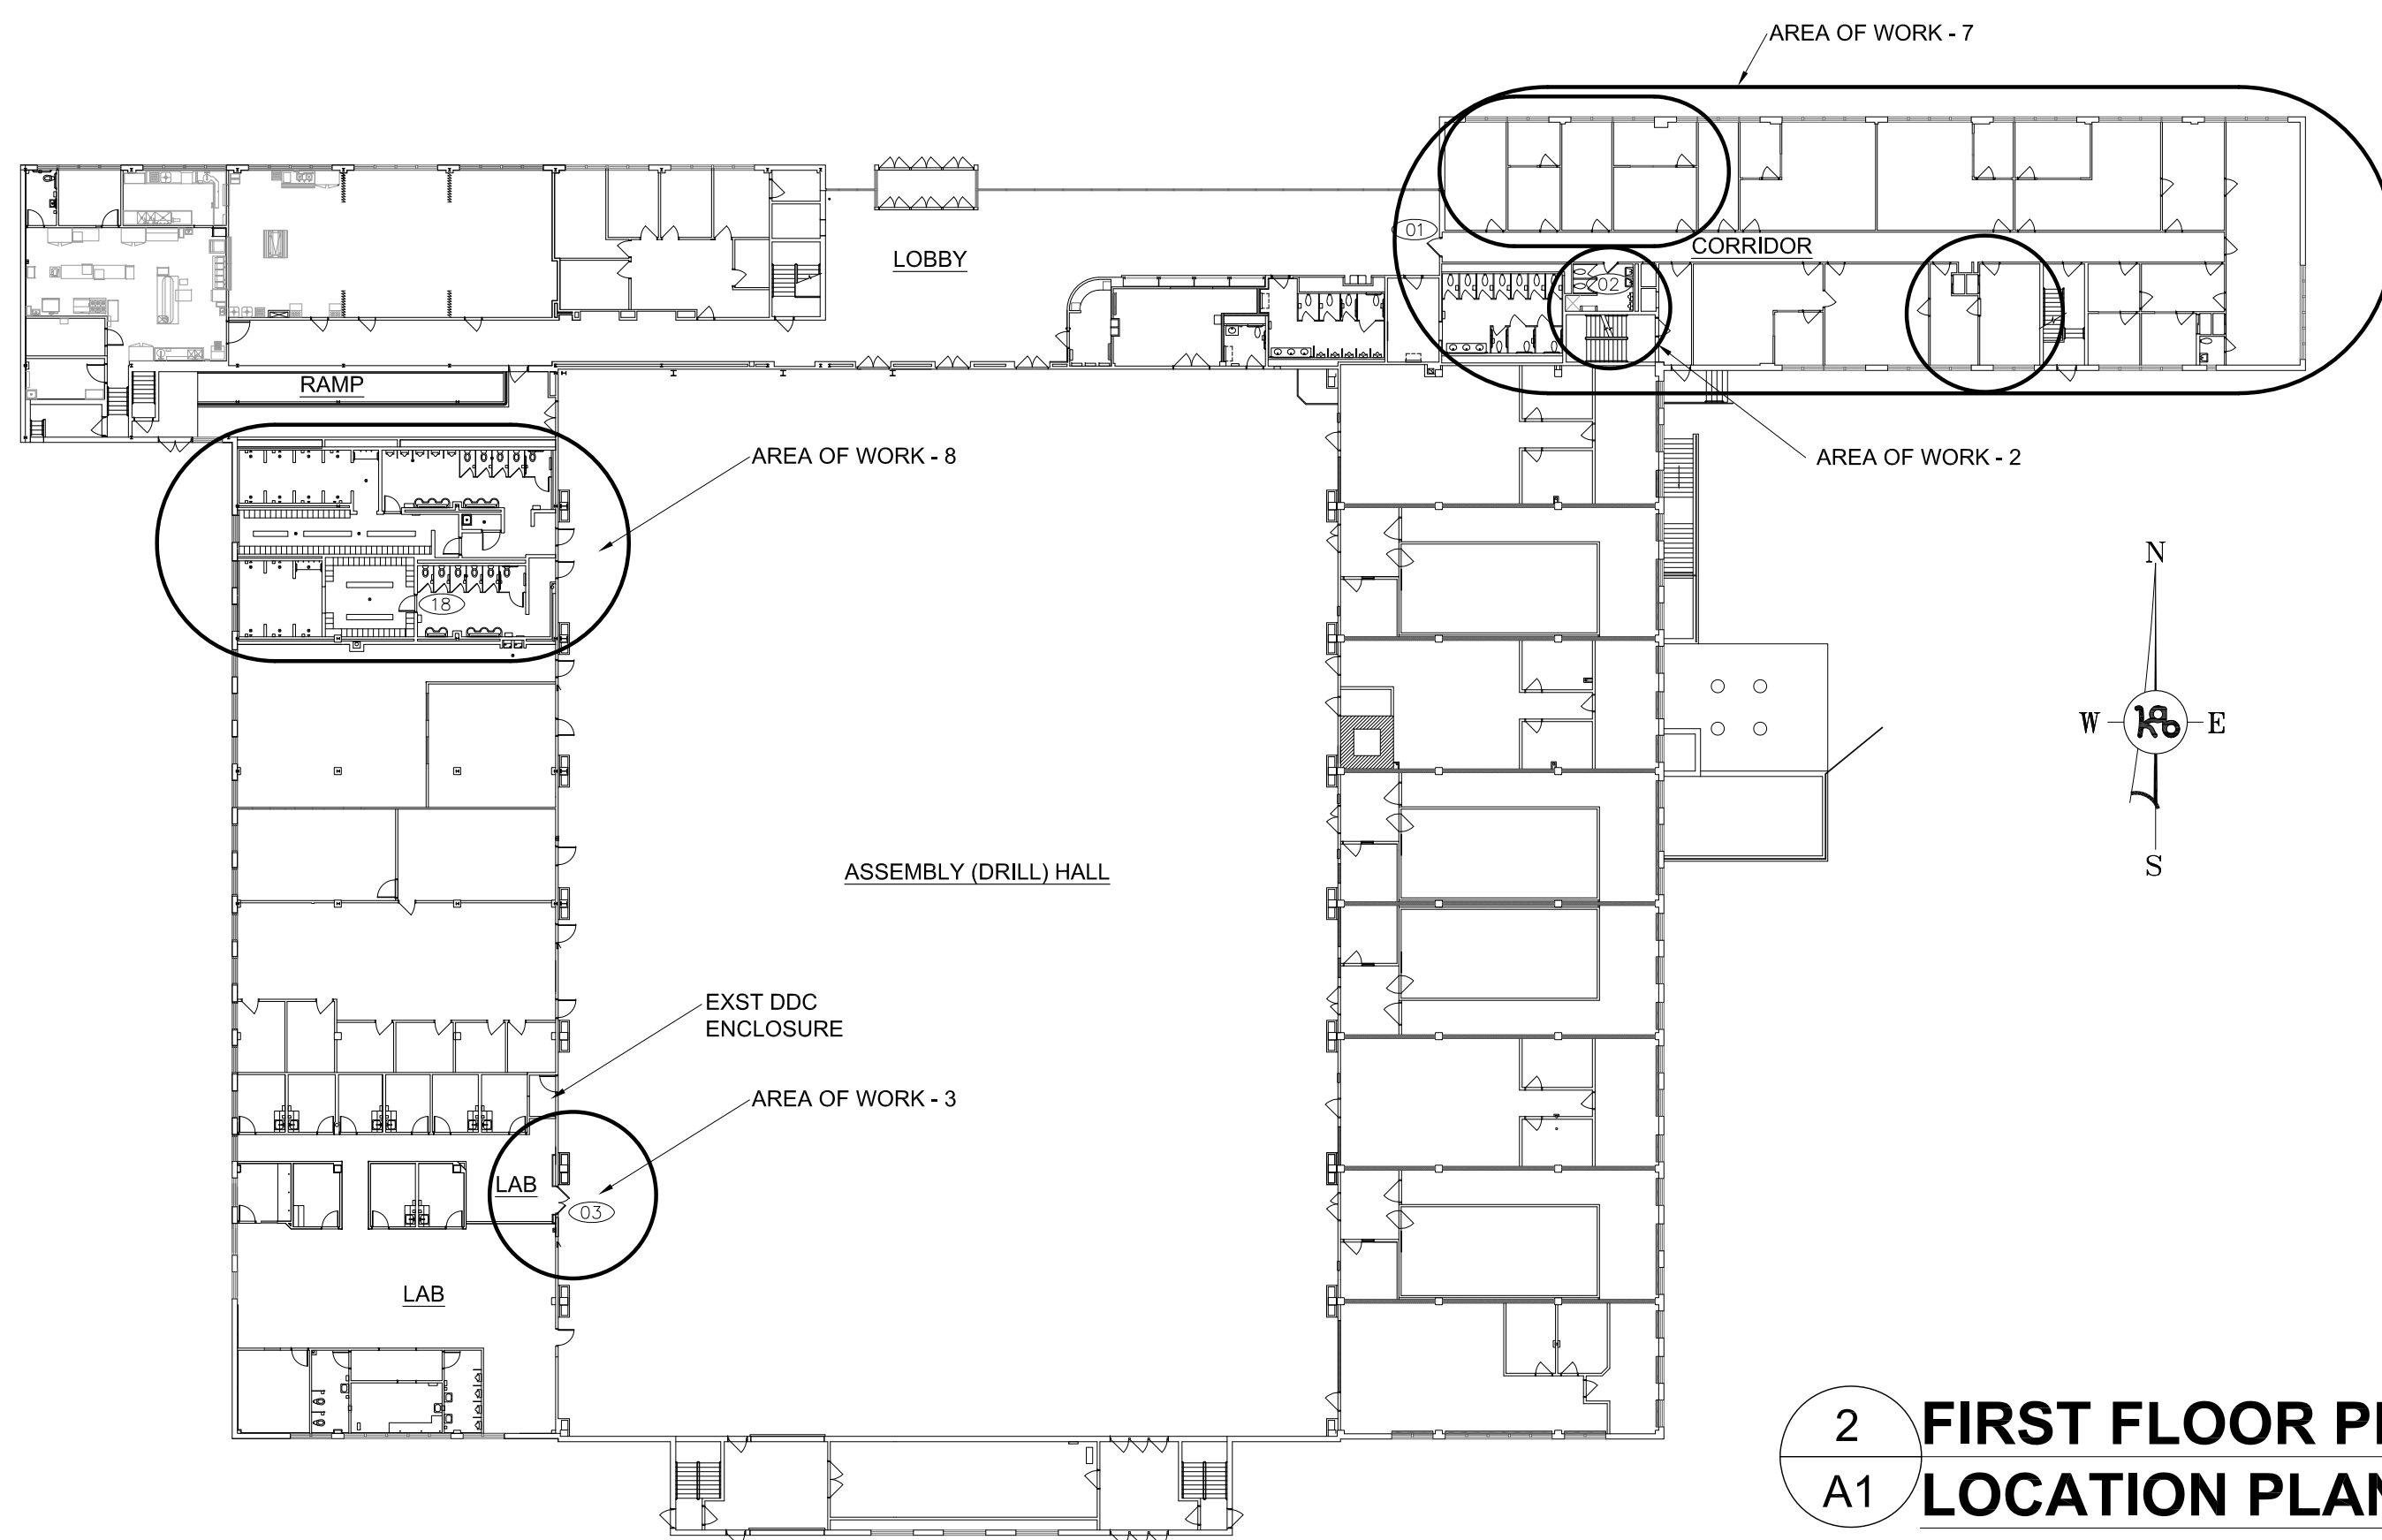 AREA OF WORK - 7
01
LOBBY
CORRIDOR
02
RAMP
AREA OF WORK - 8
AREA OF WORK - 2
18
N
W
E
S
ASSEMBLY (DRILL) HALL
EXST DDC
ENCLOSURE
AREA OF WORK - 3
LAB
03
LAB
2
FIRST FLOOR
A1
LOCATION PLAN